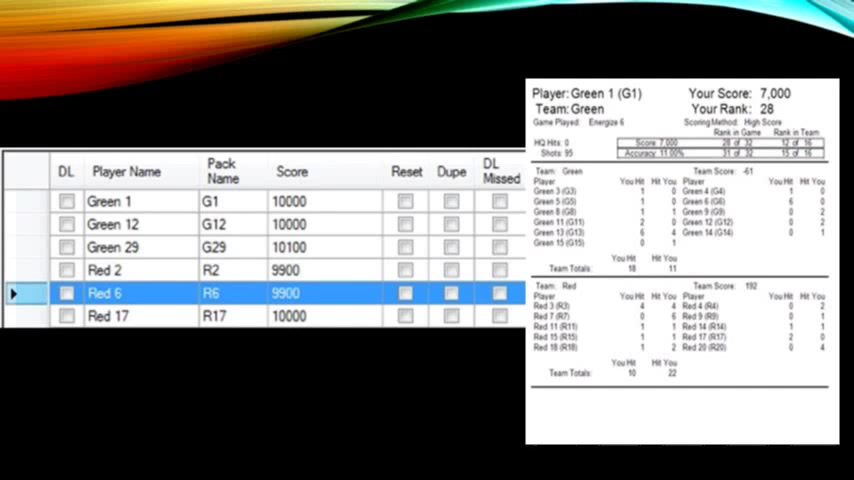 DL Player Name Pack Name Score Reset Dupe DL Missed
Green 1 G1 10000
Green 12 G12 10000
Green 29 G29 10100
Red 2 R2 9900
Red 6 R6 9900
Red 17 R17 10000
Player: Green 1 (G1) Your Score: 7,000
Team: Green Your Rank: 28
Game Played: Energize 6 Scoring Method: High Score
Rank in Game Rank in Team
HQ Hits: 0 Score: 7,000 28 of 32 12 of 16
Shots: 95 Accuracy: 11.00% 31 of 32 15 of 16
Team: Green Team Score: -61
Player You Hit Hit You Player You Hit Hit You
Green 3 (G3) 1 0 Green 4 (G4) 1 0
Green 5 (G5) 1 0 Green 6 (G6) 6 0
Green 8 (G8) 1 1 Green 9 (G9) 0 2
Green 11 (G11) 2 0 Green 12 (G12) 0 2
Green 13 (G13) 6 4 Green 14 (G14) 0 1
Green 15 (G15) 0 1
You Hit Hit You
Team Totals: 18 11
Team: Red Team Score: 192
Player You Hit Hit You Player You Hit Hit You
Red 3 (R3) 4 4 Red 4 (R4) 0 2
Red 7 (R7) 0 6 Red 9 (R9) 0 1
Red 11 (R11) 1 1 Red 14 (R14) 1 1
Red 15 (R15) 1 1 Red 17 (R17) 2 0
Red 18 (R18) 1 2 Red 20 (R20) 0 4
You Hit Hit You
Team Totals: 10 22